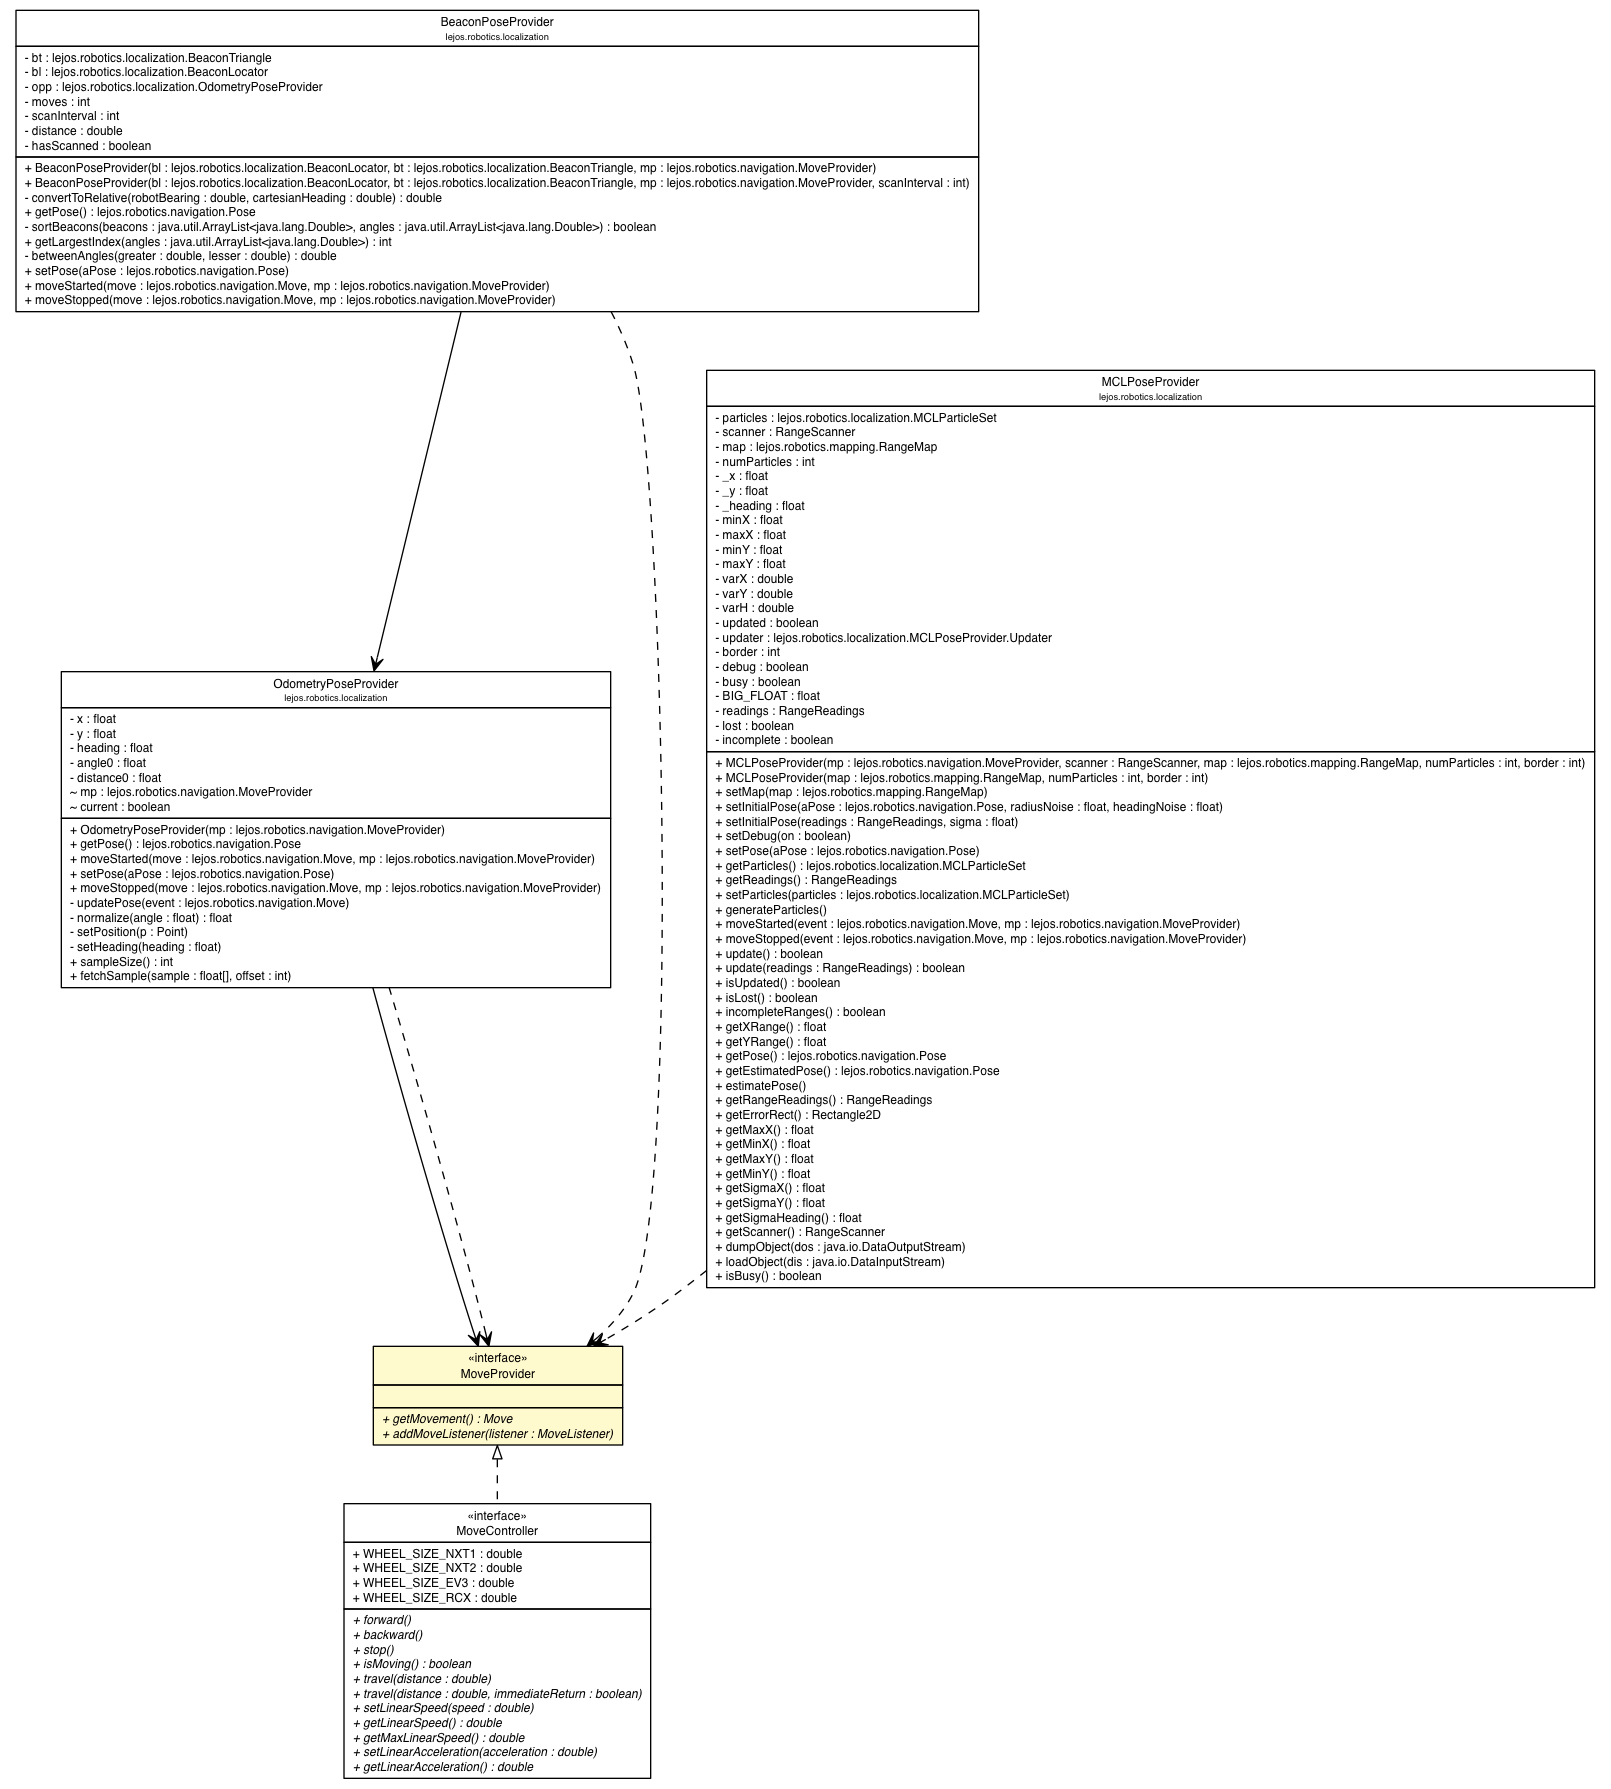 BeaconPoseProvider
lejos.robotics.localization
- bt : lejos.robotics.localization.BeaconTriangle
- bl : lejos.robotics.localization.BeaconLocator
- opp : lejos.robotics.localization.OdometryPoseProvider
- moves : int
- scanInterval : int
- distance : double
- hasScanned : boolean
+ BeaconPoseProvider(bl : lejos.robotics.localization.BeaconLocator, bt : lejos.robotics.localization.BeaconTriangle, mp : lejos.robotics.navigation.MoveProvider)
+ BeaconPoseProvider(bl : lejos.robotics.localization.BeaconLocator, bt : lejos.robotics.localization.BeaconTriangle, mp : lejos.robotics.navigation.MoveProvider, scanInterval : int)
- convertToRelative(robotBearing : double, cartesianHeading : double) : double
+ getPose() : lejos.robotics.navigation.Pose
- sortBeacons(beacons : java.util.ArrayList<java.lang.Double>, angles : java.util.ArrayList<java.lang.Double>) : boolean
+ getLargestIndex(angles : java.util.ArrayList<java.lang.Double>) : int
- betweenAngles(greater : double, lesser : double) : double
+ setPose(aPose : lejos.robotics.navigation.Pose)
+ moveStarted(move : lejos.robotics.navigation.Move, mp : lejos.robotics.navigation.MoveProvider)
+ moveStopped(move : lejos.robotics.navigation.Move, mp : lejos.robotics.navigation.MoveProvider)
MCLPoseProvider
lejos.robotics.localization
- particles : lejos.robotics.localization.MCLParticleSet
- scanner : RangeScanner
- map : lejos.robotics.mapping.RangeMap
- numParticles : int
- _x : float
- _y : float
- _heading : float
- minX : float
- maxX : float
- minY : float
- maxY : float
- varX : double
- varY : double
- varH : double
- updated : boolean
- updater : lejos.robotics.localization.MCLPoseProvider.Updater
- border : int
- debug : boolean
- busy : boolean
- BIG_FLOAT : float
- readings : RangeReadings
- lost : boolean
- incomplete : boolean
+ MCLPoseProvider(mp : lejos.robotics.navigation.MoveProvider, scanner : RangeScanner, map : lejos.robotics.mapping.RangeMap, numParticles : int, border : int)
+ MCLPoseProvider(map : lejos.robotics.mapping.RangeMap, numParticles : int, border : int)
+ setMap(map : lejos.robotics.mapping.RangeMap)
+ setInitialPose(aPose : lejos.robotics.navigation.Pose, radiusNoise : float, headingNoise : float)
+ setInitialPose(readings : RangeReadings, sigma : float)
+ setDebug(on : boolean)
+ setPose(aPose : lejos.robotics.navigation.Pose)
+ getParticles() : lejos.robotics.localization.MCLParticleSet
+ getReadings() : RangeReadings
+ setParticles(particles : lejos.robotics.localization.MCLParticleSet)
+ generateParticles()
+ moveStarted(event : lejos.robotics.navigation.Move, mp : lejos.robotics.navigation.MoveProvider)
+ moveStopped(event : lejos.robotics.navigation.Move, mp : lejos.robotics.navigation.MoveProvider)
+ update() : boolean
+ update(readings : RangeReadings) : boolean
+ isUpdated() : boolean
+ isLost() : boolean
+ incompleteRanges() : boolean
+ getXRange() : float
+ getYRange() : float
+ getPose() : lejos.robotics.navigation.Pose
+ getEstimatedPose() : lejos.robotics.navigation.Pose
+ estimatePose()
+ getRangeReadings() : RangeReadings
+ getErrorRect() : Rectangle2D
+ getMaxX() : float
+ getMinX() : float
+ getMaxY() : float
+ getMinY() : float
+ getSigmaX() : float
+ getSigmaY() : float
+ getSigmaHeading() : float
+ getScanner() : RangeScanner
+ dumpObject(dos : java.io.DataOutputStream)
+ loadObject(dis : java.io.DataInputStream)
+ isBusy() : boolean
OdometryPoseProvider
lejos.robotics.localization
- x : float
- y : float
- heading : float
- angle0 : float
- distance0 : float
~ mp : lejos.robotics.navigation.MoveProvider
~ current : boolean
+ OdometryPoseProvider(mp : lejos.robotics.navigation.MoveProvider)
+ getPose() : lejos.robotics.navigation.Pose
+ moveStarted(move : lejos.robotics.navigation.Move, mp : lejos.robotics.navigation.MoveProvider)
+ setPose(aPose : lejos.robotics.navigation.Pose)
+ moveStopped(move : lejos.robotics.navigation.Move, mp : lejos.robotics.navigation.MoveProvider)
- updatePose(event : lejos.robotics.navigation.Move)
- normalize(angle : float) : float
- setPosition(p : Point)
- setHeading(heading : float)
+ sampleSize() : int
+ fetchSample(sample : float[], offset : int)
«interface»
MoveProvider
+ getMovement() : Move
+ addMoveListener(listener : MoveListener)
«interface»
MoveController
+ WHEEL_SIZE_NXT1 : double
+ WHEEL_SIZE_NXT2 : double
+ WHEEL_SIZE_EV3 : double
+ WHEEL_SIZE_RCX : double
+ forward()
+ backward()
+ stop()
+ isMoving() : boolean
+ travel(distance : double)
+ travel(distance : double, immediateReturn : boolean)
+ setLinearSpeed(speed : double)
+ getLinearSpeed() : double
+ getMaxLinearSpeed() : double
+ setLinearAcceleration(acceleration : double)
+ getLinearAcceleration() : double